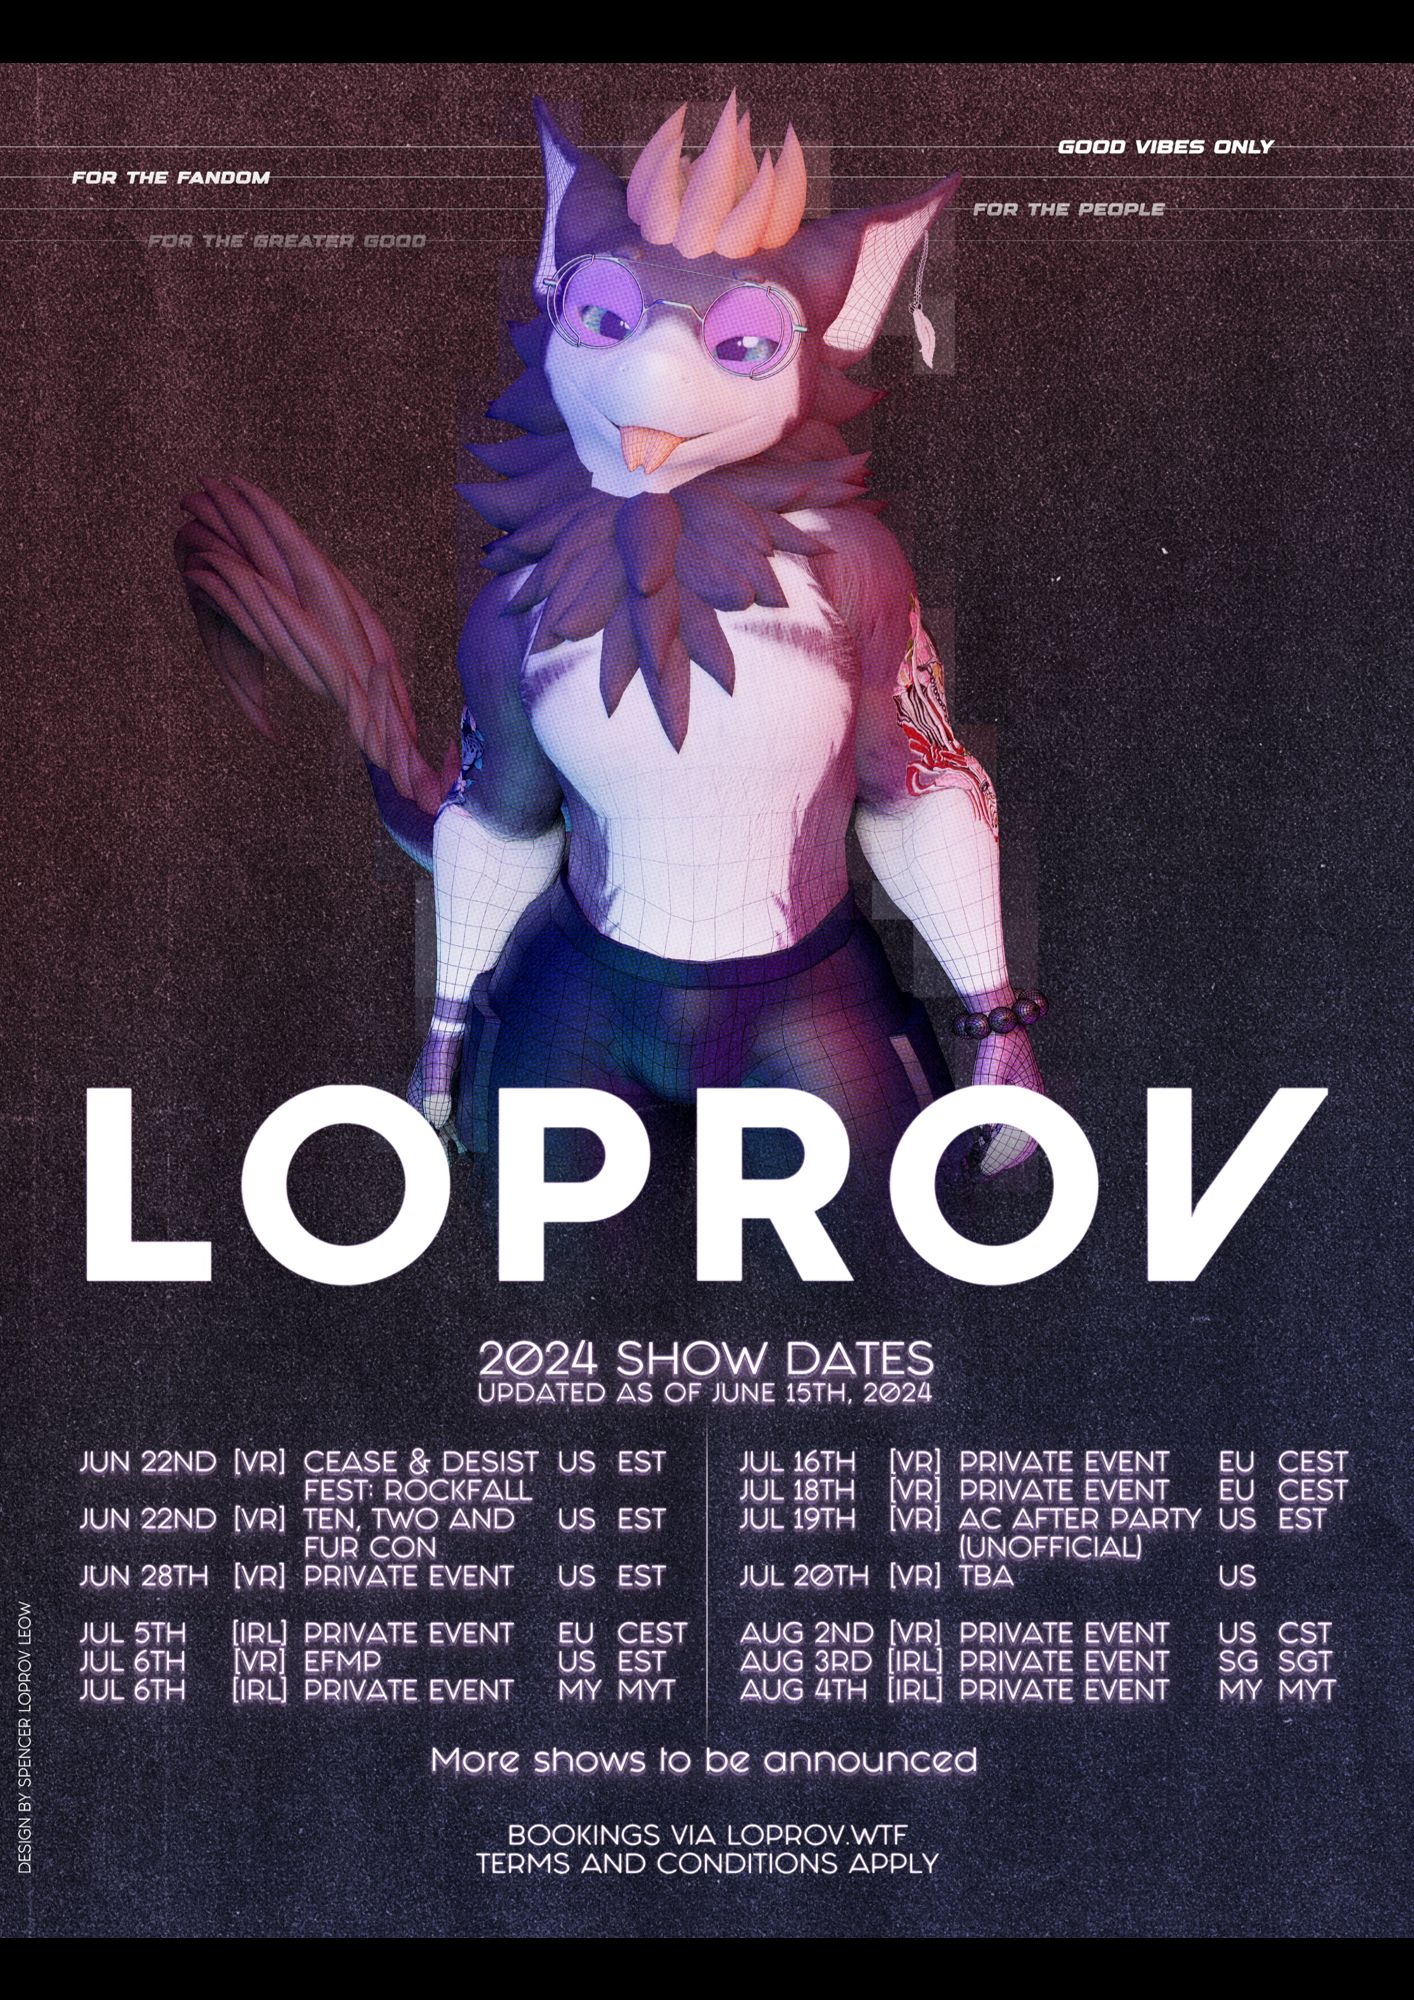 GOOD VIBES ONLY
FOR THE FANDOM
FOR THE PEOPLE
FOR THE GREATER GOOD
LOPROV
2024 SHOW DATES
UPDATED AS OF JUNE 15TH, 2024
JUN 22ND [VR] CEASE & DESIST US EST
FEST: ROCKFALL
JUN 22ND [VR] TEN, TWO AND US EST
FUR CON
JUN 28TH [VR] PRIVATE EVENT US EST
JUL 5TH [IRL] PRIVATE EVENT EU CEST
JUL 6TH [VR] EFMP US EST
JUL 6TH [IRL] PRIVATE EVENT MY MYT
JUL 16TH [VR] PRIVATE EVENT EU CEST
JUL 18TH [VR] PRIVATE EVENT EU CEST
JUL 19TH [VR] AC AFTER PARTY US EST
(UNOFFICIAL)
JUL 20TH [VR] TBA US
AUG 2ND [VR] PRIVATE EVENT US CST
AUG 3RD [IRL] PRIVATE EVENT SG SGT
AUG 4TH [IRL] PRIVATE EVENT MY MYT
More shows to be announced
BOOKINGS VIA LOPROV.WTF
TERMS AND CONDITIONS APPLY
DESIGN BY SPENCER LOPROV LEOW